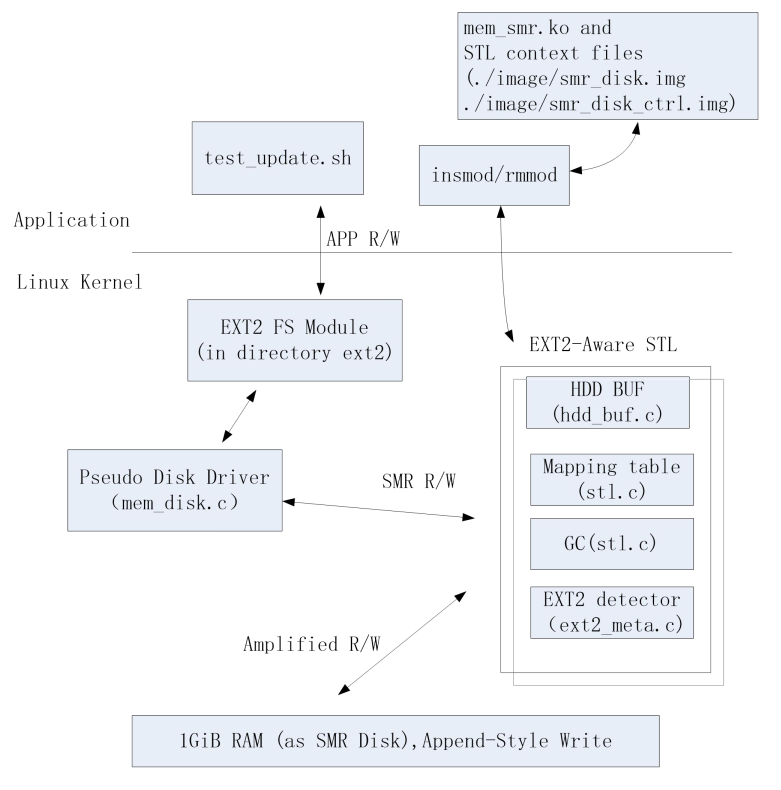 mem_smr.ko and
STL context files
(./image/smr_disk.img
./image/smr_disk_ctrl.img)
test_update.sh
insmod/rmmod
Application
APP R/W
Linux Kernel
EXT2 FS Module
(in directory ext2)
EXT2-Aware STL
HDD BUF
(hdd_buf.c)
Pseudo Disk Driver
(mem_disk.c)
SMR R/W
Mapping table
(stl.c)
GC(stl.c)
EXT2 detector
(ext2_meta.c)
Amplified R/W
1GiB RAM (as SMR Disk),Append-Style Write